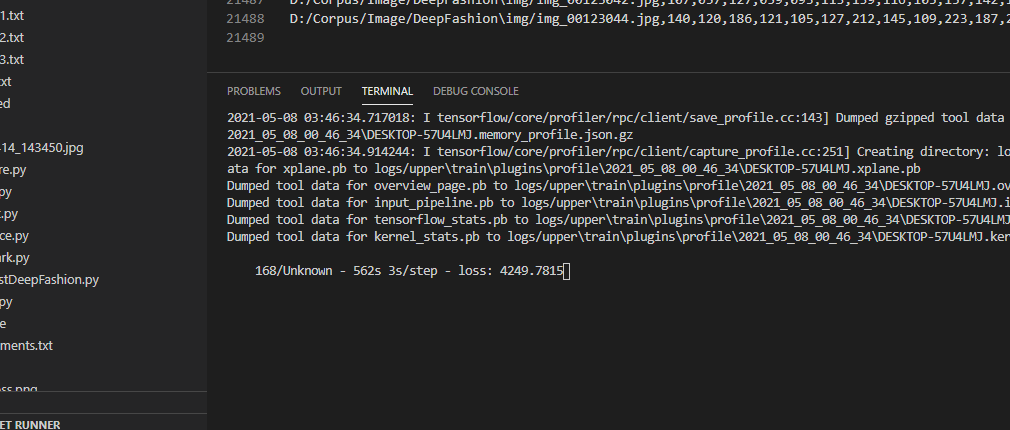 1.txt
2.txt
3.txt
txt
ed
14_143450.jpg
re.py
py
t.py
ce.py
rk.py
stDeepFashion.py
py
e
ments.txt
ss.png
ET RUNNER
21487
21488 D:/Corpus/Image/DeepFashion\img/img_00123044.jpg,140,120,186,121,105,127,212,145,109,223,187,2
21489
PROBLEMS OUTPUT TERMINAL DEBUG CONSOLE
2021-05-08 03:46:34.717018: I tensorflow/core/profiler/rpc/client/save_profile.cc:143] Dumped gzipped tool data
2021_05_08_00_46_34\DESKTOP-57U4LMJ.memory_profile.json.gz
2021-05-08 03:46:34.914244: I tensorflow/core/profiler/rpc/client/capture_profile.cc:251] Creating directory: lo
ata for xplane.pb to logs/upper\train\plugins\profile\2021_05_08_00_46_34\DESKTOP-57U4LMJ.xplane.pb
Dumped tool data for overview_page.pb to logs/upper\train\plugins\profile\2021_05_08_00_46_34\DESKTOP-57U4LMJ.ov
Dumped tool data for input_pipeline.pb to logs/upper\train\plugins\profile\2021_05_08_00_46_34\DESKTOP-57U4LMJ.i
Dumped tool data for tensorflow_stats.pb to logs/upper\train\plugins\profile\2021_05_08_00_46_34\DESKTOP-57U4LMJ
Dumped tool data for kernel_stats.pb to logs/upper\train\plugins\profile\2021_05_08_00_46_34\DESKTOP-57U4LMJ.ker
168/Unknown - 562s 3s/step - loss: 4249.7815